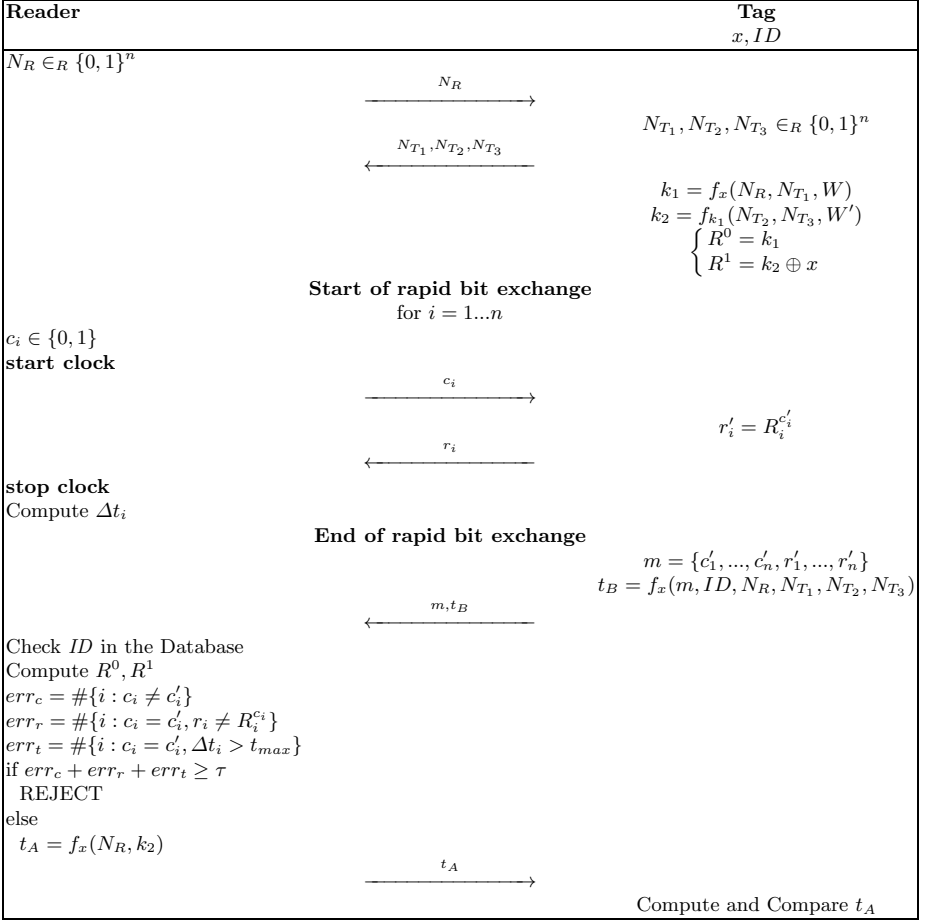 Reader Tag
x, ID
N_R ∈_R {0, 1}^n
N_R
N_{T_1}, N_{T_2}, N_{T_3} ∈_R {0, 1}^n
N_{T_1}, N_{T_2}, N_{T_3}
k_1 = f_x(N_R, N_{T_1}, W)
k_2 = f_{k_1}(N_{T_2}, N_{T_3}, W')
{ R^0 = k_1
R^1 = k_2 ⊕ x
Start of rapid bit exchange
for i = 1...n
c_i ∈ {0, 1}
start clock
c_i
r'_i = R_i^{c'_i}
r_i
stop clock
Compute Δt_i
End of rapid bit exchange
m = {c'_1, ..., c'_n, r'_1, ..., r'_n}
t_B = f_x(m, ID, N_R, N_{T_1}, N_{T_2}, N_{T_3})
m, t_B
Check ID in the Database
Compute R^0, R^1
err_c = #{i : c_i ≠ c'_i}
err_r = #{i : c_i = c'_i, r_i ≠ R_i^{c_i}}
err_t = #{i : c_i = c'_i, Δt_i > t_{max}}
if err_c + err_r + err_t ≥ τ
REJECT
else
t_A = f_x(N_R, k_2)
t_A
Compute and Compare t_A